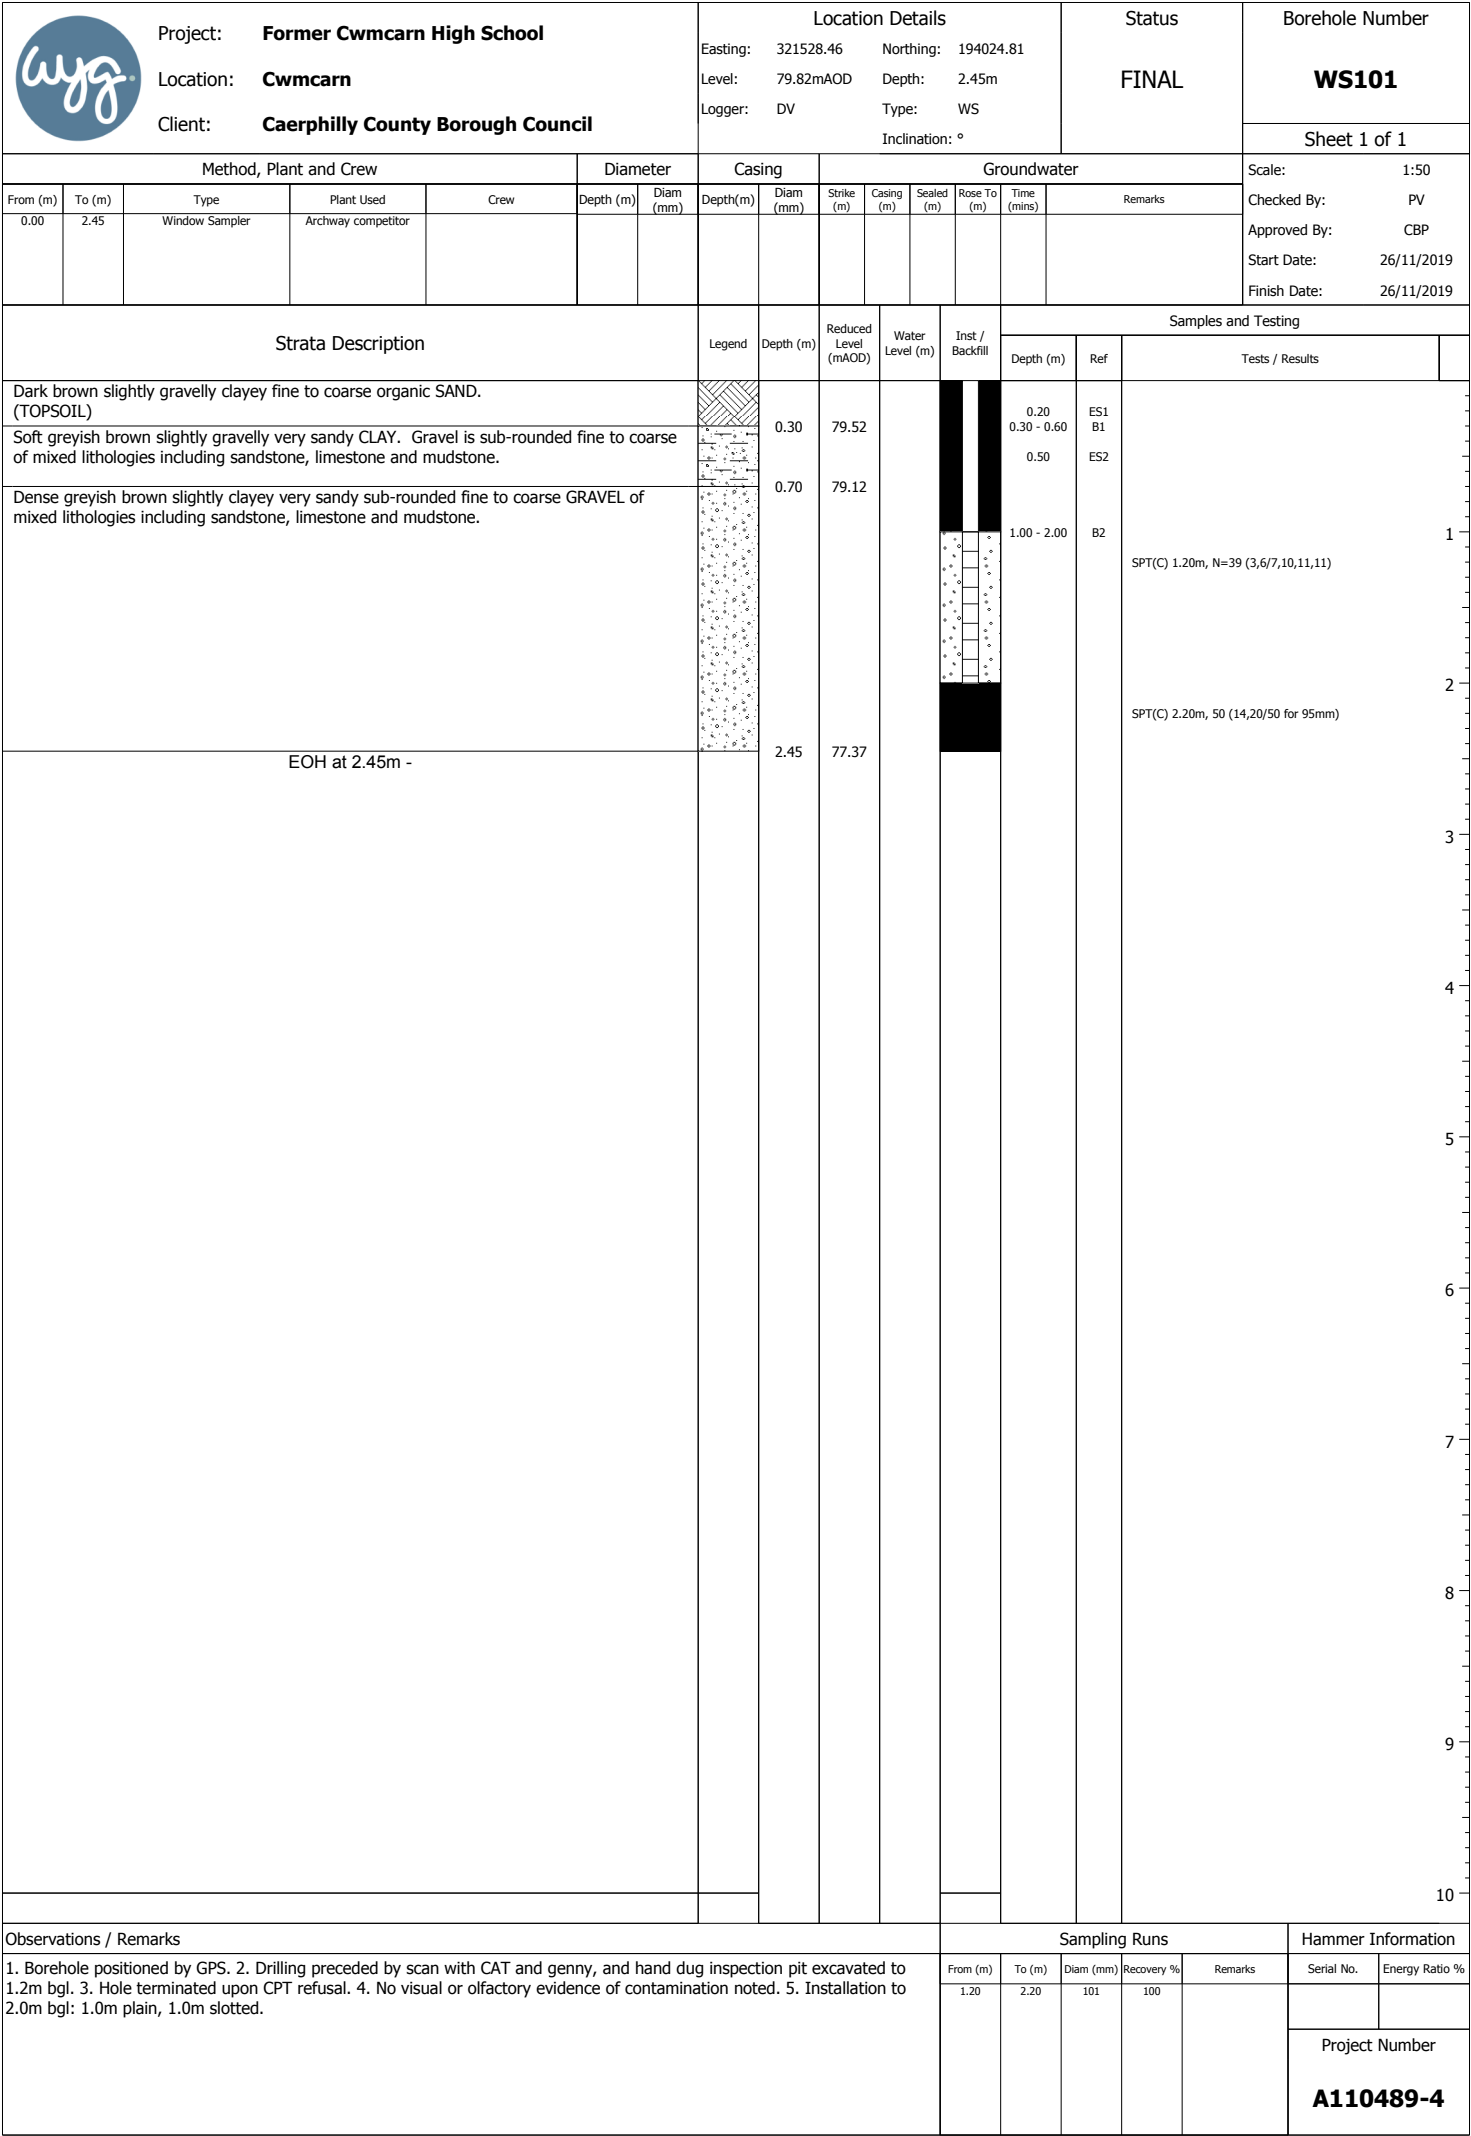 wyg.
Project: Former Cwmcarn High School
Location: Cwmcarn
Client: Caerphilly County Borough Council
Location Details
Easting: 321528.46 Northing: 194024.81
Level: 79.82mAOD Depth: 2.45m
Logger: DV Type: WS
Inclination: °
Status
FINAL
Borehole Number
WS101
Sheet 1 of 1
Method, Plant and Crew Diameter Casing Groundwater
From (m) To (m) Type Plant Used Crew Depth (m) Diam (mm) Depth(m) Diam (mm) Strike (m) Casing (m) Sealed (m) Rose To (m) Time (mins) Remarks
0.00 2.45 Window Sampler Archway competitor
Scale: 1:50
Checked By: PV
Approved By: CBP
Start Date: 26/11/2019
Finish Date: 26/11/2019
Strata Description Legend Depth (m) Reduced Level (mAOD) Water Level (m) Inst / Backfill
Samples and Testing
Depth (m) Ref Tests / Results
Dark brown slightly gravelly clayey fine to coarse organic SAND.
(TOPSOIL)
0.30 79.52
Soft greyish brown slightly gravelly very sandy CLAY. Gravel is sub-rounded fine to coarse
of mixed lithologies including sandstone, limestone and mudstone.
0.70 79.12
Dense greyish brown slightly clayey very sandy sub-rounded fine to coarse GRAVEL of
mixed lithologies including sandstone, limestone and mudstone.
2.45 77.37
EOH at 2.45m -
0.20 ES1
0.30 - 0.60 B1
0.50 ES2
1.00 - 2.00 B2
SPT(C) 1.20m, N=39 (3,6/7,10,11,11)
SPT(C) 2.20m, 50 (14,20/50 for 95mm)
1
2
3
4
5
6
7
8
9
10
Observations / Remarks
1. Borehole positioned by GPS. 2. Drilling preceded by scan with CAT and genny, and hand dug inspection pit excavated to
1.2m bgl. 3. Hole terminated upon CPT refusal. 4. No visual or olfactory evidence of contamination noted. 5. Installation to
2.0m bgl: 1.0m plain, 1.0m slotted.
Sampling Runs
From (m) To (m) Diam (mm) Recovery % Remarks
1.20 2.20 101 100
Hammer Information
Serial No. Energy Ratio %
Project Number
A110489-4